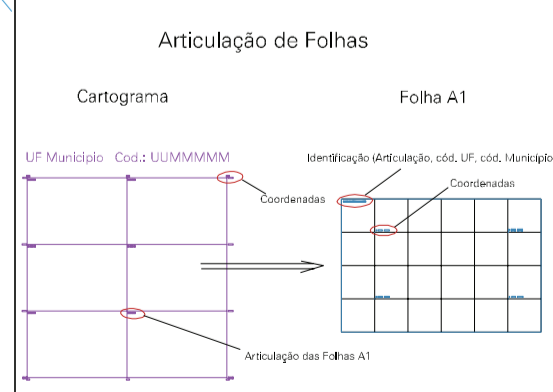 Articulação de Folhas
Cartograma
Folha A1
UF Municipio Cod.: UUMMMMM
Identificação (Articulação, cód. UF, cód. Município
Coordenadas
Coordenadas
Articulação das Folhas A1